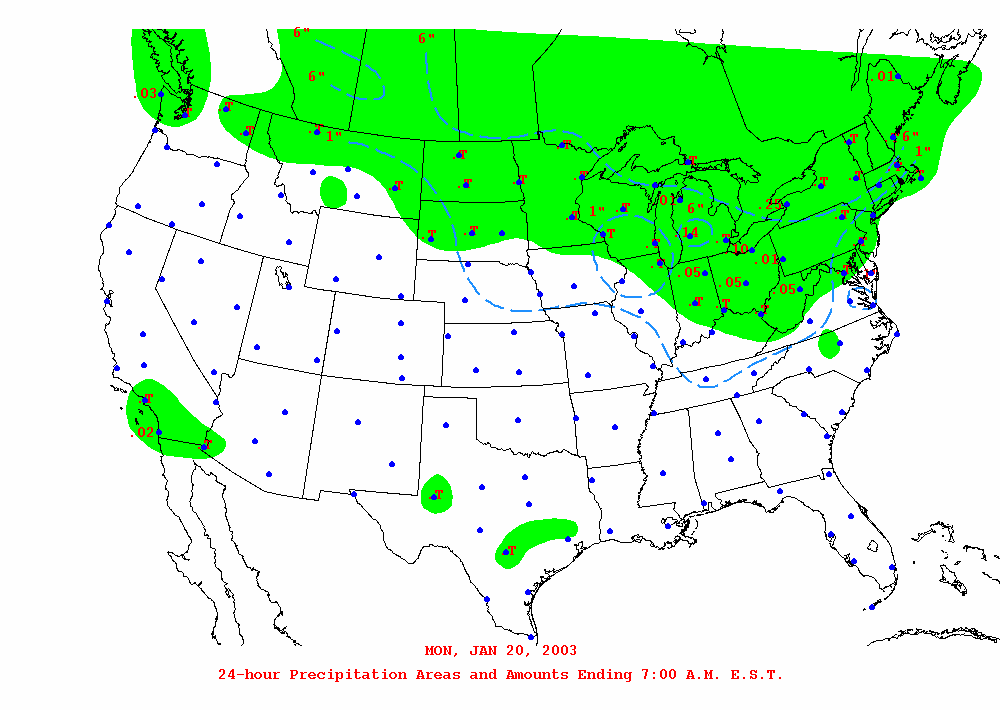 6"
6"
6"
.01
.03
T
T
T
T
1"
6"
T
T
T
1"
T
T
T
T
T
T
.01
.25
T
T
1"
T
T
6"
T
T
T
T
T
.14
T
.10
T
T
.01
T
T
.05
.05
.05
T
T
T
T
.02
T
T
T
MON, JAN 20, 2003
24-hour Precipitation Areas and Amounts Ending 7:00 A.M. E.S.T.